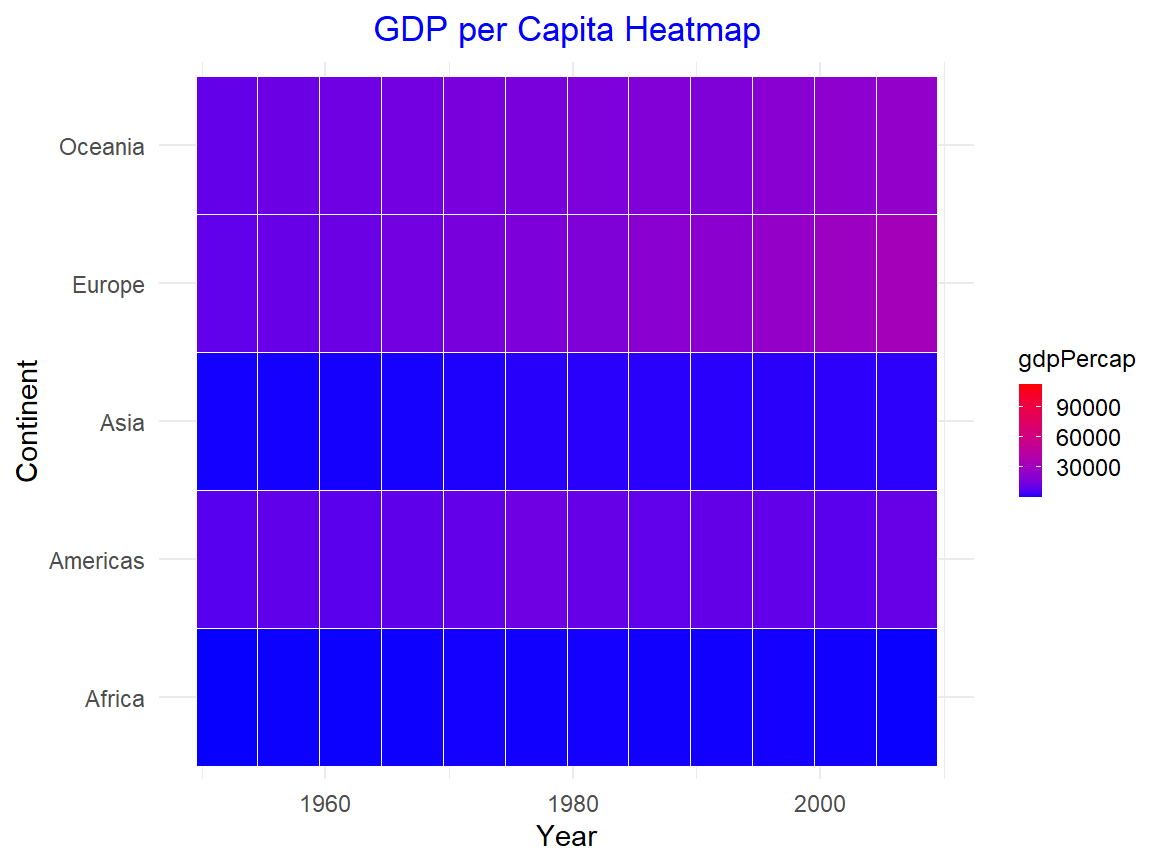 GDP per Capita Heatmap
Oceania
Europe
Asia
Americas
Africa
Continent
1960
1980
2000
Year
gdpPercap
90000
60000
30000